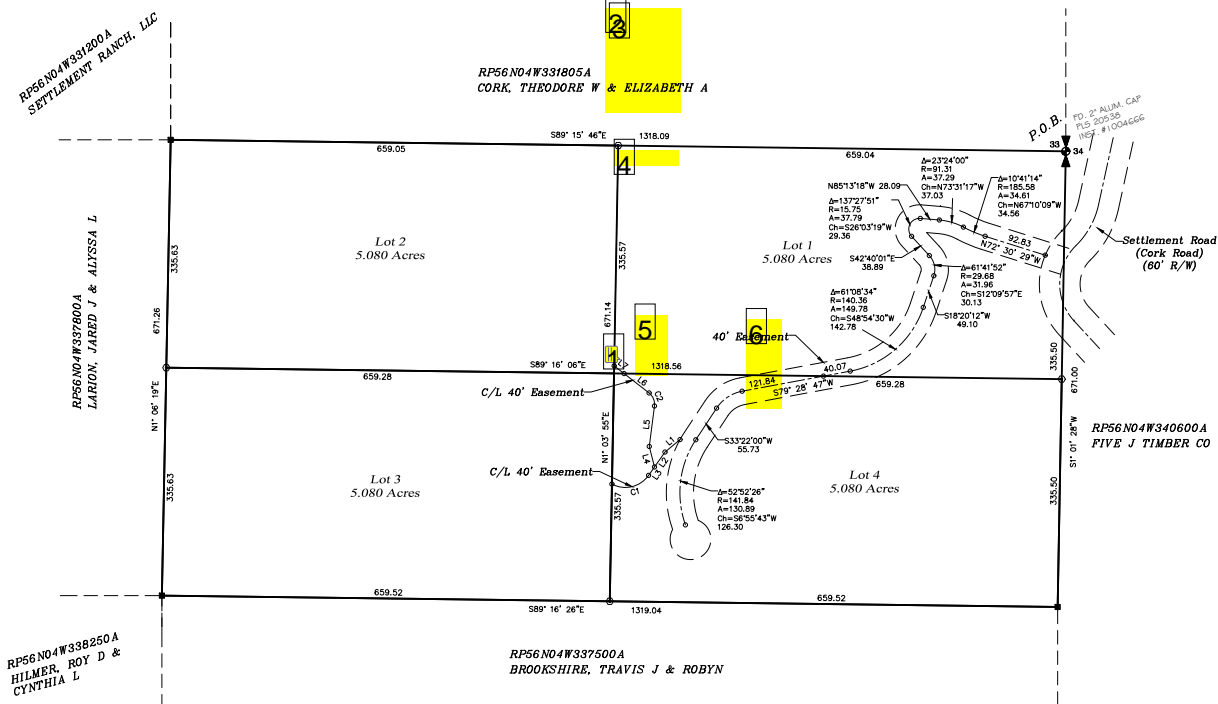 2
3
RP56N04W331200A
SETTLEMENT RANCH, LLC
RP56N04W331805A
CORK, THEODORE W & ELIZABETH A
P.O.B.
FD. 2" ALUM. CAP
PLS 20538
INST. #1004666
33
34
S89° 15' 46"E
1318.09
659.05
659.04
4
Δ=23°24'00"
R=91.31
A=37.29
Ch=N73°31'17"W
37.03
Δ=10°41'14"
R=185.58
A=34.61
Ch=N67°10'09"W
34.56
N85°13'18"W 28.09
Δ=137°27'51"
R=15.75
A=37.79
Ch=S26°03'19"W
29.36
92.83
N72° 30' 29"W
Settlement Road
(Cork Road)
(60' R/W)
Lot 2
5.080 Acres
Lot 1
5.080 Acres
335.63
335.57
S42°40'01"E
38.89
Δ=61°41'52"
R=29.68
A=31.96
Ch=S12°09'57"E
30.13
Δ=61°08'34"
R=140.36
A=149.78
Ch=S48°54'30"W
142.78
S18°20'12"W
49.10
RP56N04W337800A
LARION, JARED J & ALYSSA L
671.26
671.14
5
6
40' Easement
335.50
1
S89° 16' 06"E
1318.56
659.28
40.07
659.28
121.84
S79° 28' 47"W
671.00
L7
L6
C2
C/L 40' Easement
N1° 06' 19"E
N1° 03' 55"E
S1° 01' 28"W
RP56N04W340600A
FIVE J TIMBER CO
L5
L1
S33°22'00"W
55.73
L4
L2
L3
C/L 40' Easement
C1
Lot 3
5.080 Acres
Lot 4
5.080 Acres
335.63
335.57
335.50
Δ=52°52'26"
R=141.84
A=130.89
Ch=S6°55'43"W
126.30
659.52
659.52
S89° 16' 26"E
1319.04
RP56N04W338250A
HILMER, ROY D &
CYNTHIA L
RP56N04W337500A
BROOKSHIRE, TRAVIS J & ROBYN